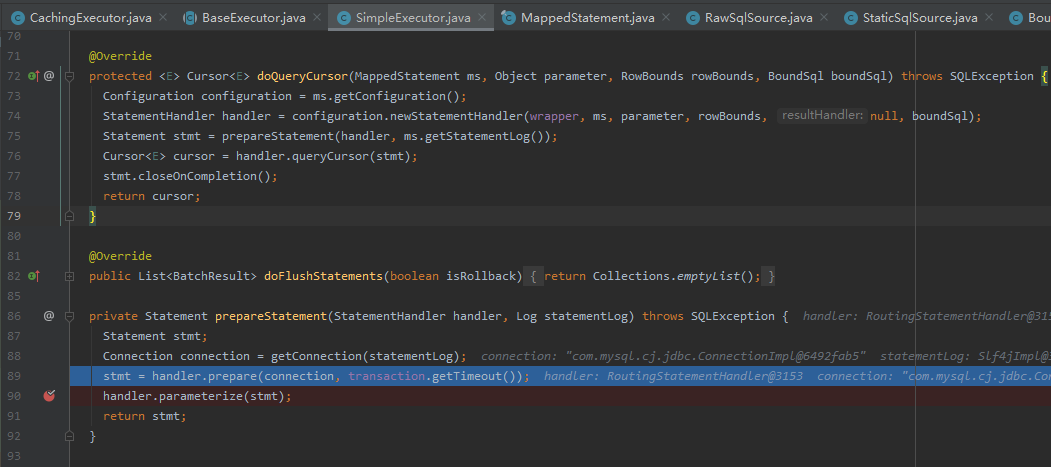 CachingExecutor.java × BaseExecutor.java × SimpleExecutor.java × MappedStatement.java × RawSqlSource.java × StaticSqlSource.java × Bou
70
71 @Override
72 @ protected <E> Cursor<E> doQueryCursor(MappedStatement ms, Object parameter, RowBounds rowBounds, BoundSql boundSql) throws SQLException {
73 Configuration configuration = ms.getConfiguration();
74 StatementHandler handler = configuration.newStatementHandler(wrapper, ms, parameter, rowBounds, resultHandler: null, boundSql);
75 Statement stmt = prepareStatement(handler, ms.getStatementLog());
76 Cursor<E> cursor = handler.queryCursor(stmt);
77 stmt.closeOnCompletion();
78 return cursor;
79 }
80
81 @Override
82 public List<BatchResult> doFlushStatements(boolean isRollback) { return Collections.emptyList(); }
85
86 @ private Statement prepareStatement(StatementHandler handler, Log statementLog) throws SQLException { handler: RoutingStatementHandler@315
87 Statement stmt;
88 Connection connection = getConnection(statementLog); connection: "com.mysql.cj.jdbc.ConnectionImpl@6492fab5" statementLog: Slf4jImpl@3
89 stmt = handler.prepare(connection, transaction.getTimeout()); handler: RoutingStatementHandler@3153 connection: "com.mysql.cj.jdbc.Con
90 handler.parameterize(stmt);
91 return stmt;
92 }
93